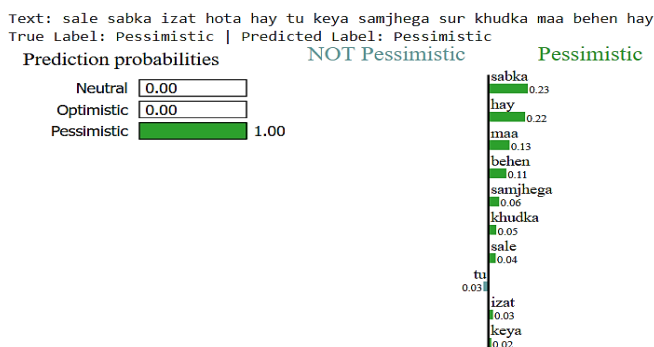 Text: sale sabka izat hota hay tu keya samjhega sur khudka maa behen hay
True Label: Pessimistic | Predicted Label: Pessimistic
Prediction probabilities
Neutral 0.00
Optimistic 0.00
Pessimistic 1.00
NOT Pessimistic Pessimistic
sabka
0.23
hay
0.22
maa
0.13
behen
0.11
samjhega
0.06
khudka
0.05
sale
0.04
tu
0.03
izat
0.03
keya
0.02